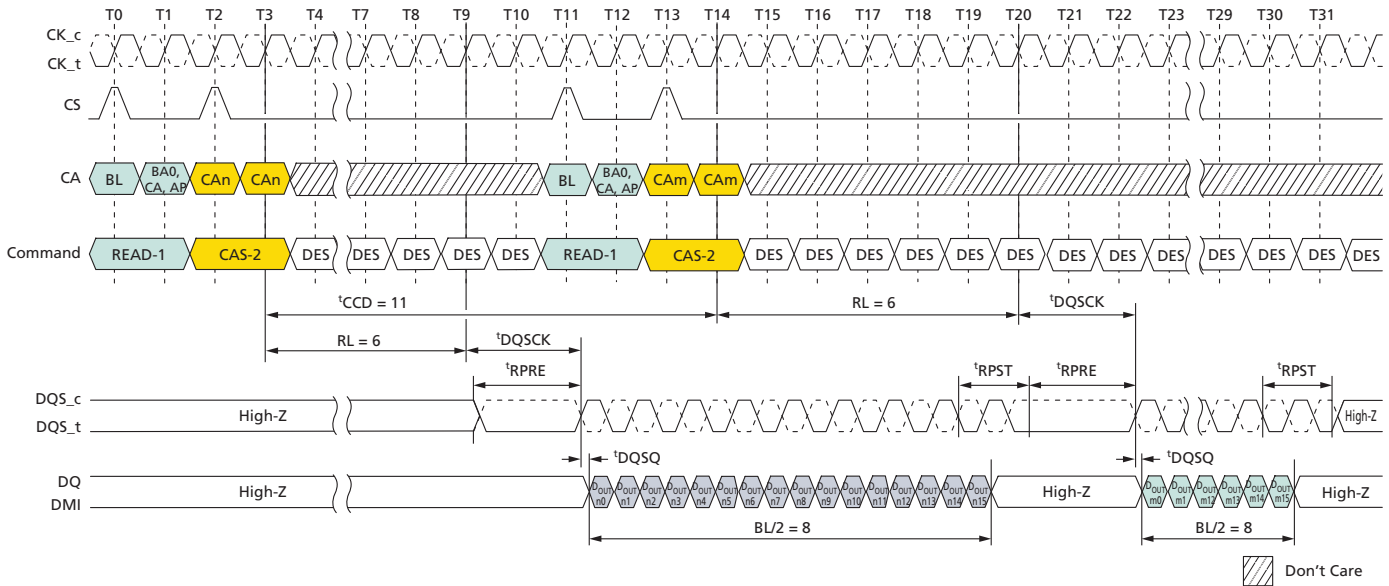 T0 T1 T2 T3 T4 T7 T8 T9 T10 T11 T12 T13 T14 T15 T16 T17 T18 T19 T20 T21 T22 T23 T29 T30 T31
CK_c
CK_t
CS
CA
BL
BA0,
CA, AP
CAn
CAn
BL
BA0,
CA, AP
CAm
CAm
Command
READ-1 CAS-2 DES DES DES DES DES READ-1 CAS-2 DES DES DES DES DES DES DES DES DES DES DES DES DES
tCCD = 11 RL = 6 tDQSCK
RL = 6 tDQSCK
tRPRE tRPST tRPRE tRPST
DQS_c
DQS_t
High-Z High-Z
tDQSQ tDQSQ
DQ
DMI
High-Z
DOUT n0
DOUT n1
DOUT n2
DOUT n3
DOUT n4
DOUT n5
DOUT n6
DOUT n7
DOUT n8
DOUT n9
DOUT n10
DOUT n11
DOUT n12
DOUT n13
DOUT n14
DOUT n15
High-Z
DOUT m0
DOUT m1
DOUT m12
DOUT m13
DOUT m14
DOUT m15
High-Z
BL/2 = 8 BL/2 = 8
Don't Care